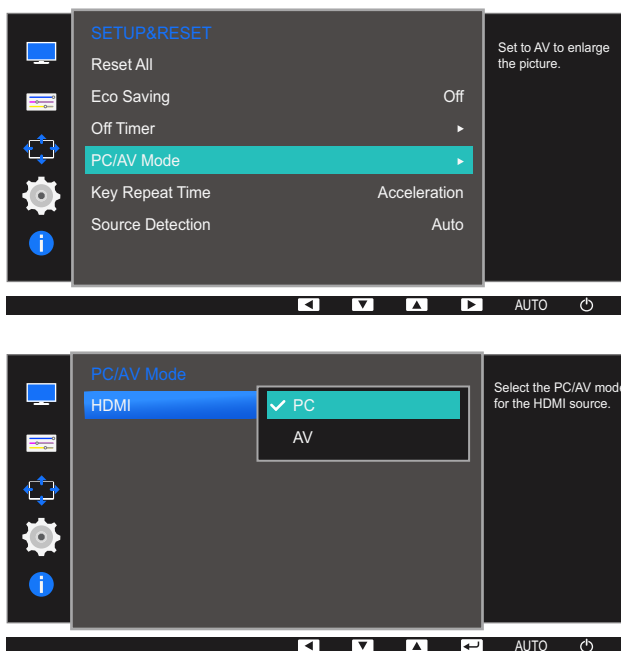 SETUP&RESET
Reset All
Eco Saving Off
Off Timer
PC/AV Mode
Key Repeat Time Acceleration
Source Detection Auto
Set to AV to enlarge
the picture.
AUTO
PC/AV Mode
HDMI
PC
AV
Select the PC/AV mode
for the HDMI source.
AUTO